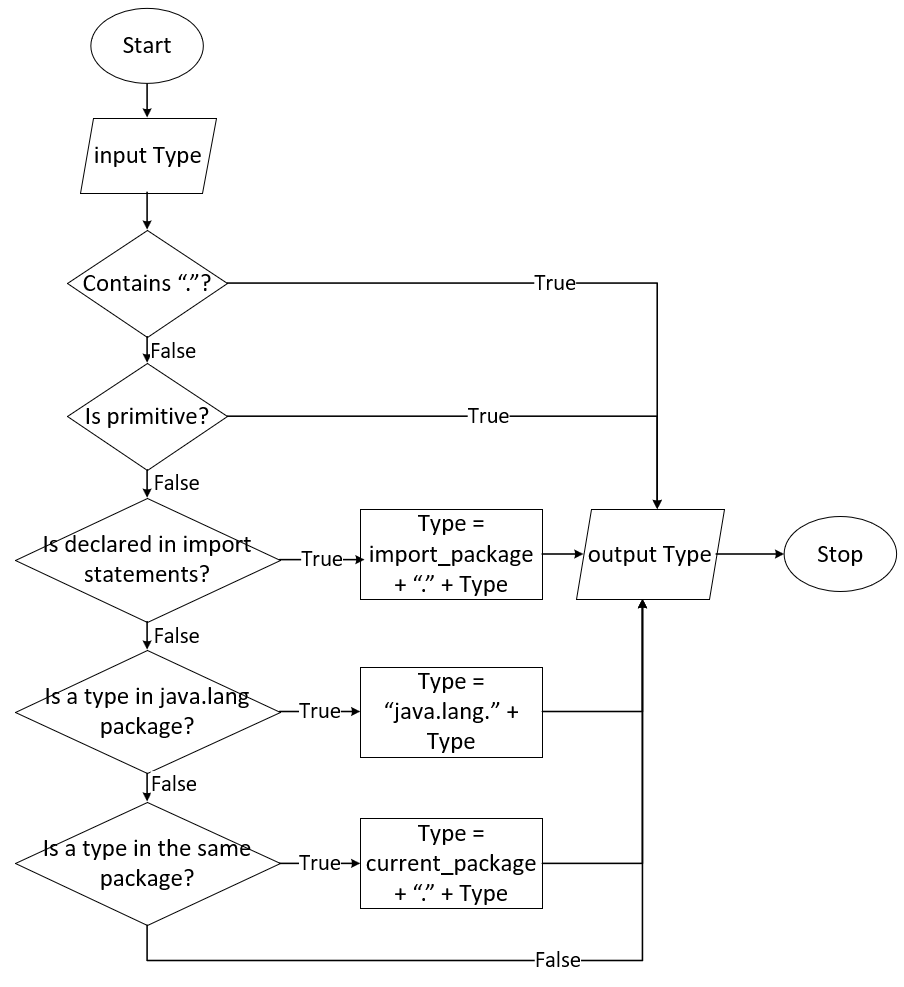 Start
input Type
Contains “.”?
True
False
Is primitive?
True
False
Is declared in import
statements?
True
Type =
import_package
+ “.” + Type
output Type
Stop
False
Is a type in java.lang
package?
True
Type =
“java.lang.” +
Type
False
Is a type in the same
package?
True
Type =
current_package
+ “.” + Type
False